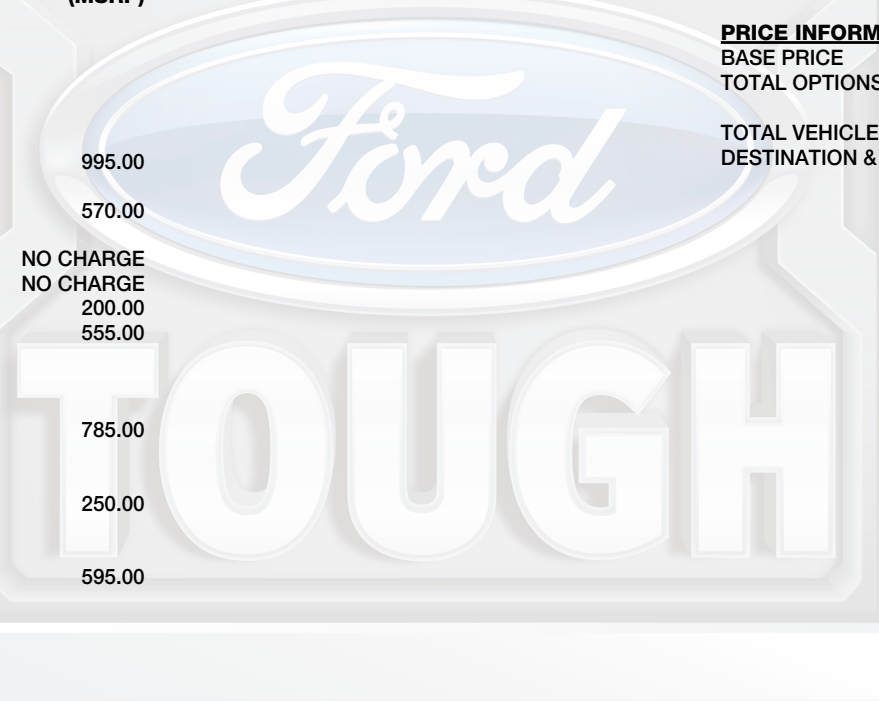 (MSRP)
995.00
570.00
NO CHARGE
NO CHARGE
200.00
555.00
785.00
250.00
595.00
PRICE INFORM
BASE PRICE
TOTAL OPTIONS
TOTAL VEHICLE
DESTINATION &
Ford
TOUGH